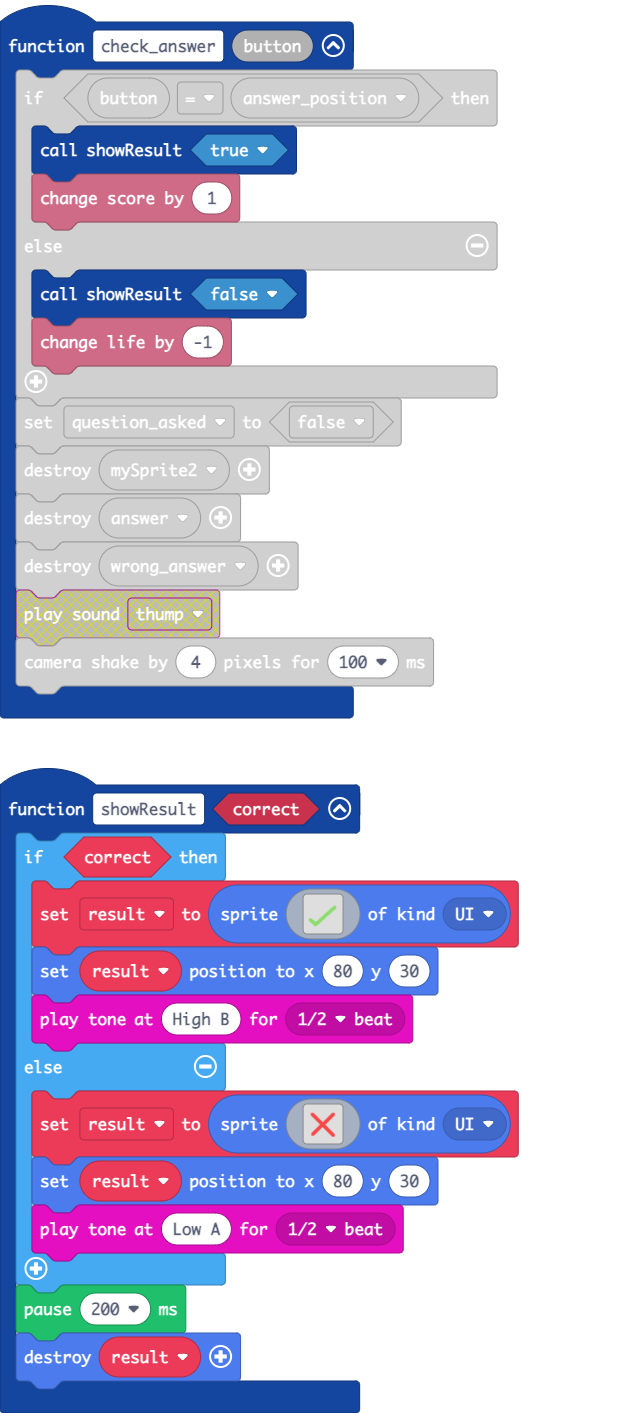 function check_answer button
if button = answer_position then
call showResult true
change score by 1
else
call showResult false
change life by -1
set question_asked to false
destroy mySprite2
destroy answer
destroy wrong_answer
play sound thump
camera shake by 4 pixels for 100 ms
function showResult correct
if correct then
set result to sprite of kind UI
set result position to x 80 y 30
play tone at High B for 1/2 beat
else
set result to sprite of kind UI
set result position to x 80 y 30
play tone at Low A for 1/2 beat
pause 200 ms
destroy result